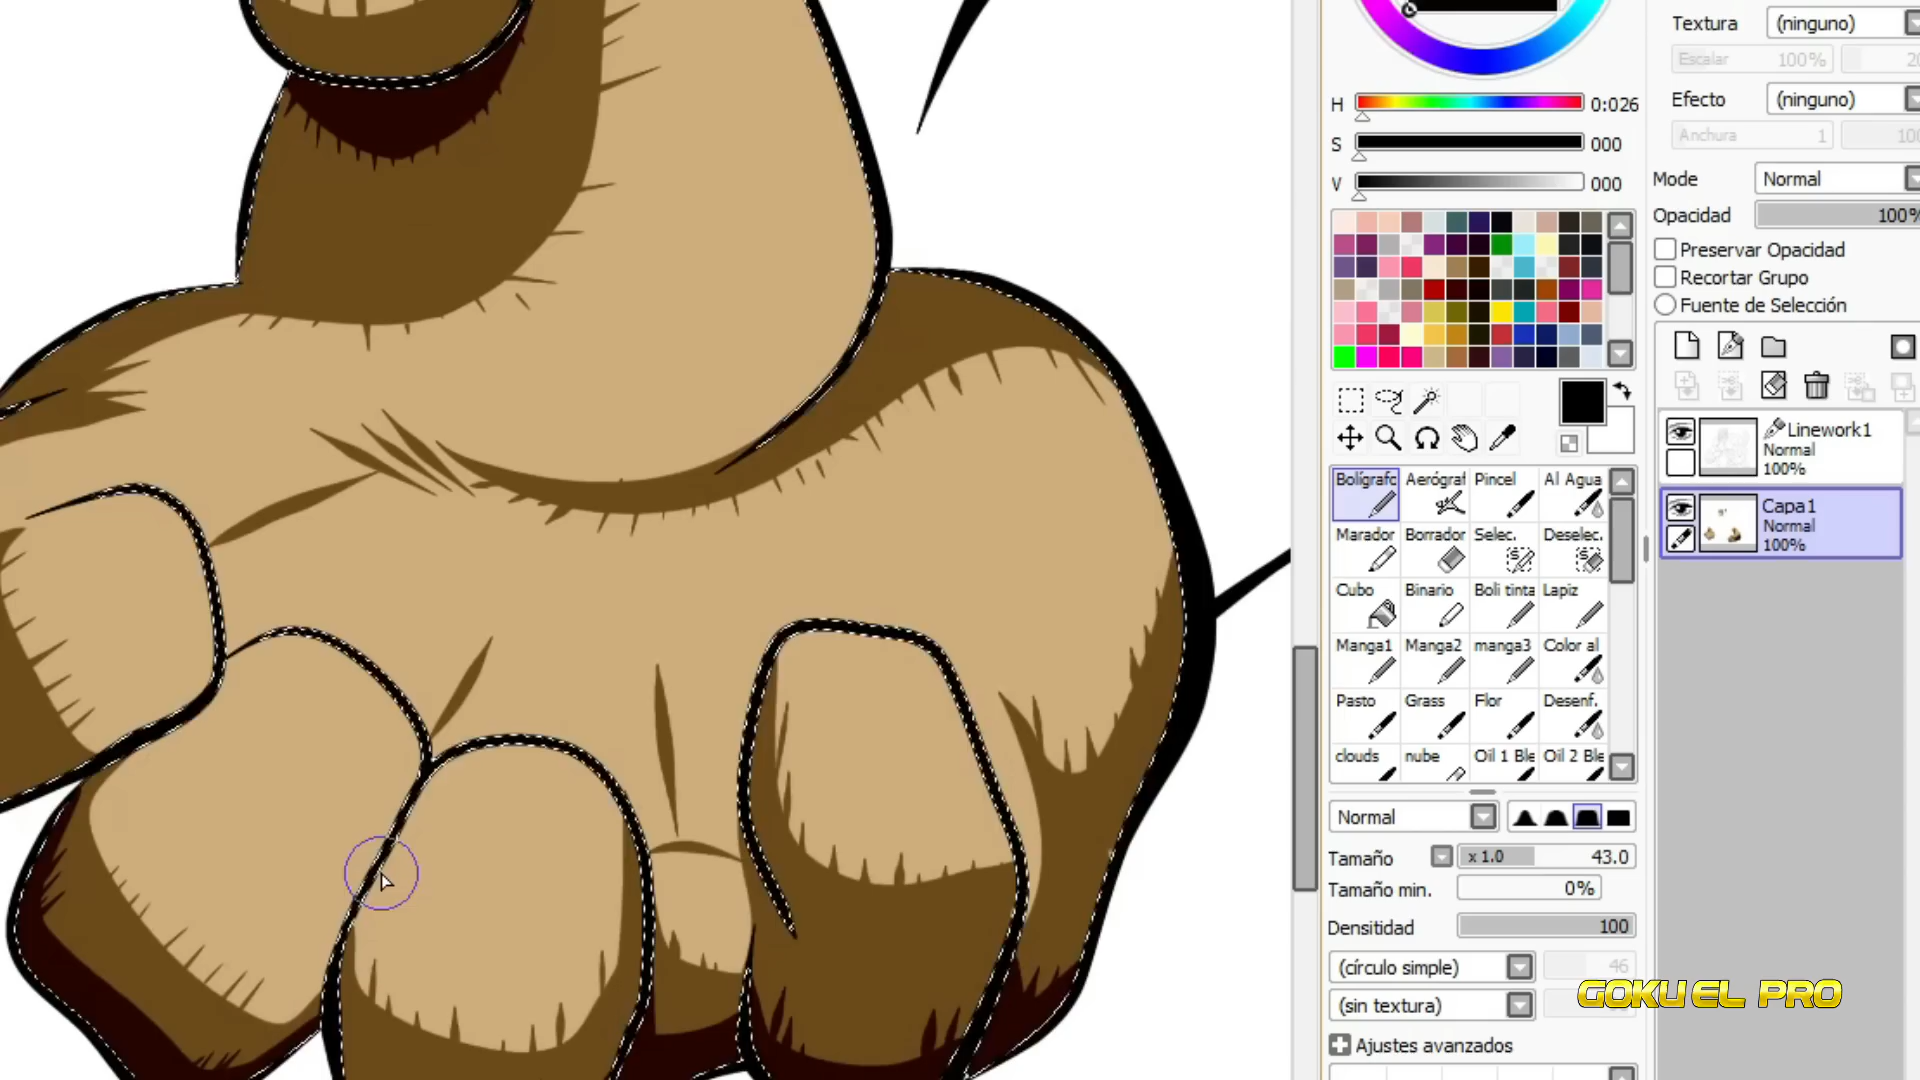 Textura (ninguno)
Escalar 100% 20
Efecto (ninguno)
Anchura 1 100
H 0:026
S 000
V 000
Mode Normal
Opacidad 100%
Preservar Opacidad
Recortar Grupo
Fuente de Selección
Linework1
Normal
100%
Capa1
Normal
100%
Bolígrafo Aerógraf Pincel Al Agua
Marador Borrador Selec. Deselec.
Cubo Binario Boli tinta Lapiz
Manga1 Manga2 manga3 Color al
Pasto Grass Flor Desenf.
clouds nube Oil 1 Ble Oil 2 Ble
Normal
Tamaño x 1.0 43.0
Tamaño min. 0%
Densitidad 100
(círculo simple) 46
(sin textura)
Ajustes avanzados
GOKU EL PRO